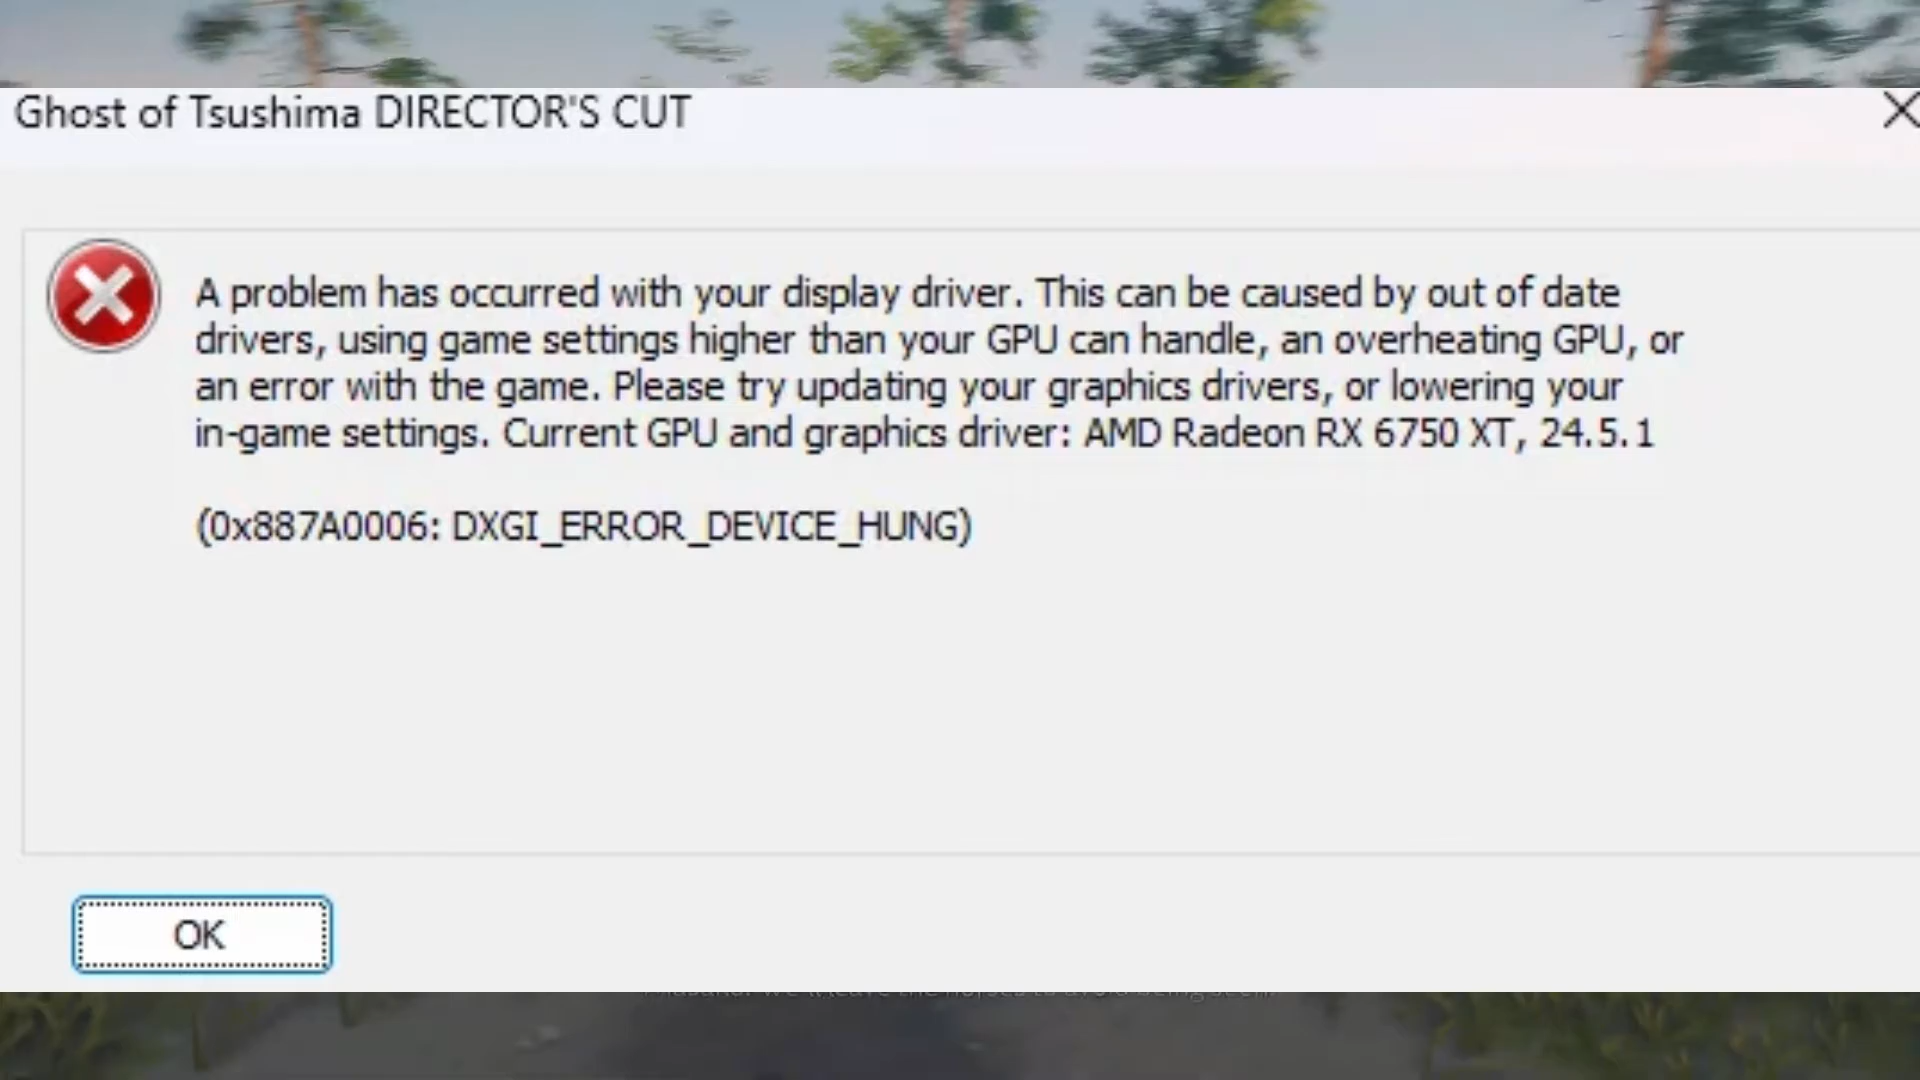 Ghost of Tsushima DIRECTOR'S CUT
A problem has occurred with your display driver. This can be caused by out of date
drivers, using game settings higher than your GPU can handle, an overheating GPU, or
an error with the game. Please try updating your graphics drivers, or lowering your
in-game settings. Current GPU and graphics driver: AMD Radeon RX 6750 XT, 24.5.1
(0x887A0006: DXGI_ERROR_DEVICE_HUNG)
OK